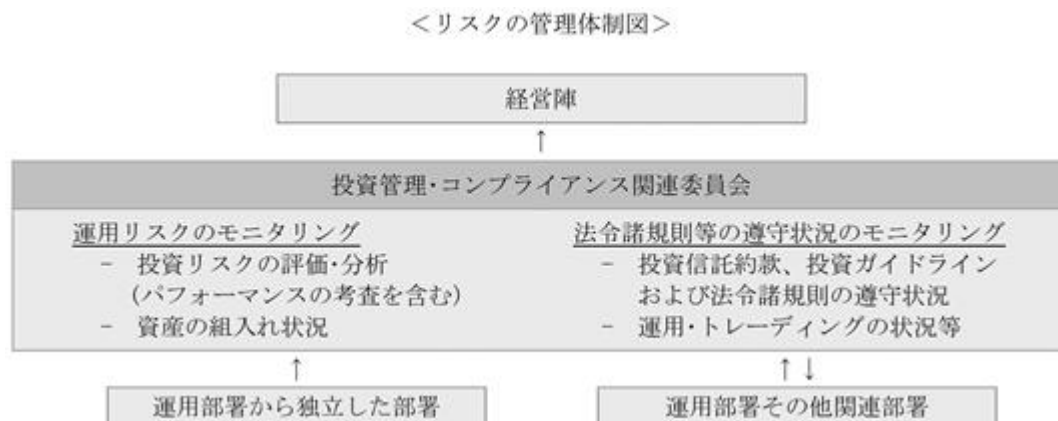 ＜リスクの管理体制図＞
経営陣
↑
投資管理･コンプライアンス関連委員会
運用リスクのモニタリング
－ 投資リスクの評価･分析
(パフォーマンスの考査を含む)
－ 資産の組入れ状況
法令諸規則等の遵守状況のモニタリング
－ 投資信託約款、投資ガイドライン
および法令諸規則の遵守状況
－ 運用･トレーディングの状況等
↑
↑↓
運用部署から独立した部署
運用部署その他関連部署